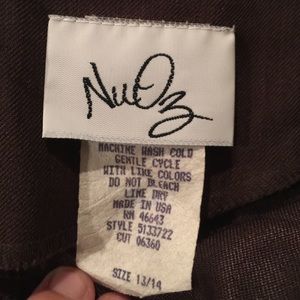 NuOz
MACHINE WASH COLD
GENTLE CYCLE
WITH LIKE COLORS
DO NOT BLEACH
LINE DRY
MADE IN USA
RN 46643
STYLE 5133722
CUT 06360
SIZE 13/14